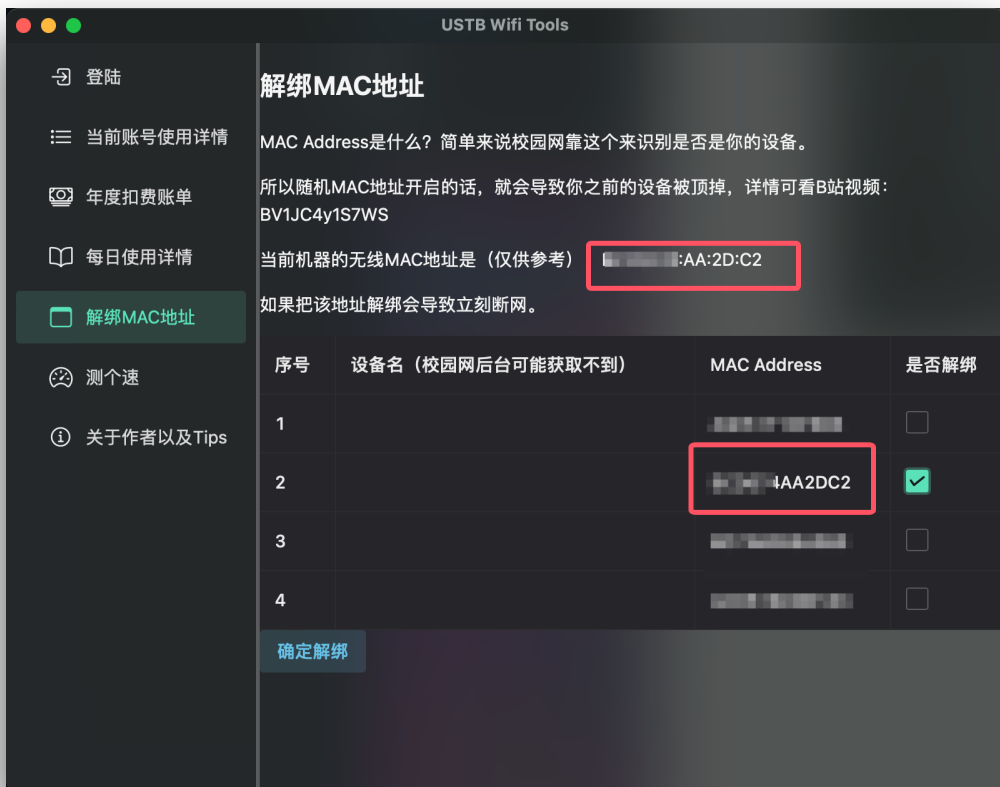 USTB Wifi Tools
登陆
当前账号使用详情
年度扣费账单
每日使用详情
解绑MAC地址
测个速
关于作者以及Tips
解绑MAC地址
MAC Address是什么？简单来说校园网靠这个来识别是否是你的设备。
所以随机MAC地址开启的话，就会导致你之前的设备被顶掉，详情可看B站视频：
BV1JC4y1S7WS
当前机器的无线MAC地址是（仅供参考） :AA:2D:C2
如果把该地址解绑会导致立刻断网。
序号 设备名（校园网后台可能获取不到） MAC Address 是否解绑
1
2 4AA2DC2
3
4
确定解绑